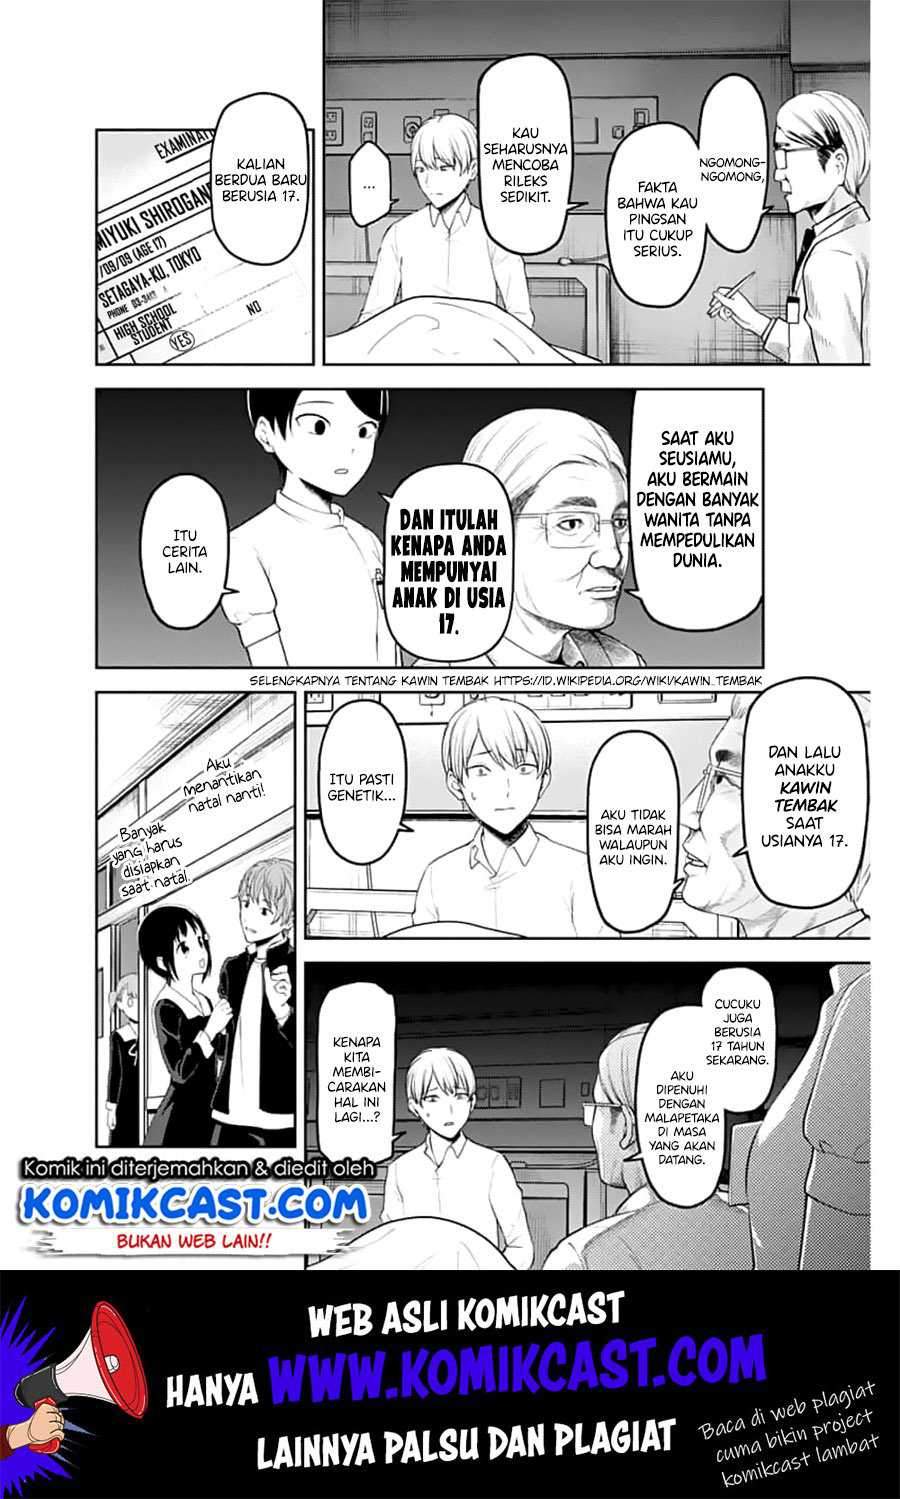 NGOMONG-
NGOMONG,
FAKTA
BAHWA KAU
PINGSAN
ITU CUKUP
SERIUS.
KAU
SEHARUSNYA
MENCOBA
RILEKS
SEDIKIT.
...
KALIAN
BERDUA BARU
BERUSIA 17.
MIYUKI SHIROGANE
/09/09 (AGE 17)
SETAGAYA-KU, TOKYO
HIGH SCHOOL
STUDENT
YES
NO
SAAT AKU
SEUSIAMU,
AKU BERMAIN
DENGAN BANYAK
WANITA TANPA
MEMPEDULIKAN
DUNIA.
DAN ITULAH
KENAPA ANDA
MEMPUNYAI
ANAK DI USIA
17.
ITU
CERITA
LAIN.
SELENGKAPNYA TENTANG KAWIN TEMBAK HTTPS://ID.WIKIPEDIA.ORG/WIKI/KAWIN_TEMBAK
DAN LALU
ANAKKU
KAWIN
TEMBAK
SAAT
USIANYA 17.
AKU TIDAK
BISA MARAH
WALAUPUN
AKU INGIN.
ITU PASTI
GENETIK...
Aku
menantikan
natal nanti!
Banyak
yang harus
disiapkan
saat natal.
CUCUKU
JUGA
BERUSIA
17 TAHUN
SEKARANG.
AKU
DIPENUHI
DENGAN
MALAPETAKA
DI MASA
YANG AKAN
DATANG.
KENAPA
KITA
MEMBI-
CARAKAN
HAL INI
LAGI...?
Komik ini diterjemahkan & diedit oleh
KOMIKCAST.COM
BUKAN WEB LAIN!!
WEB ASLI KOMIKCAST
HANYA WWW.KOMIKCAST.COM
LAINNYA PALSU DAN PLAGIAT
Baca di web plagiat
cuma bikin project
komikcast lambat